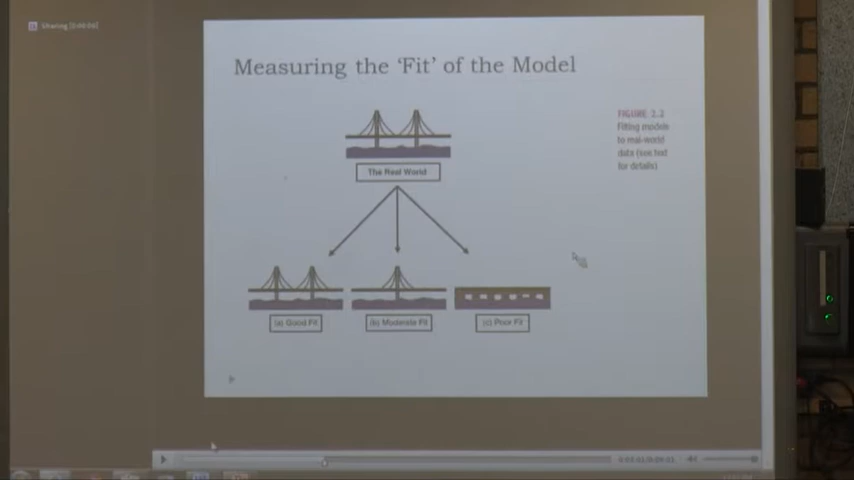 Sharing
Measuring the 'Fit' of the Model
FIGURE 2.2
Fitting models
to real-world
data (see text
for details)
The Real World
(a) Good Fit
(b) Moderate Fit
(c) Poor Fit